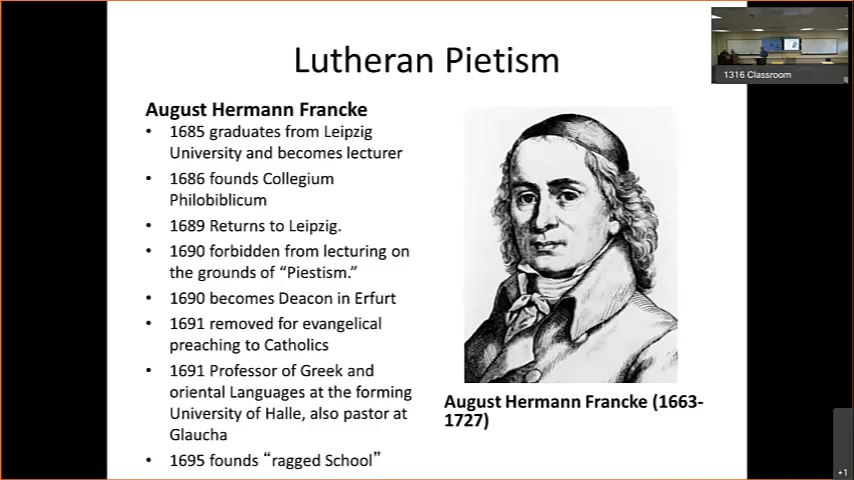 Lutheran Pietism
1316 Classroom
August Hermann Francke
• 1685 graduates from Leipzig
University and becomes lecturer
• 1686 founds Collegium
Philobiblicum
• 1689 Returns to Leipzig.
• 1690 forbidden from lecturing on
the grounds of “Piestism.”
• 1690 becomes Deacon in Erfurt
• 1691 removed for evangelical
preaching to Catholics
• 1691 Professor of Greek and
oriental Languages at the forming
University of Halle, also pastor at
Glaucha
• 1695 founds “ragged School”
August Hermann Francke (1663-
1727)
+1